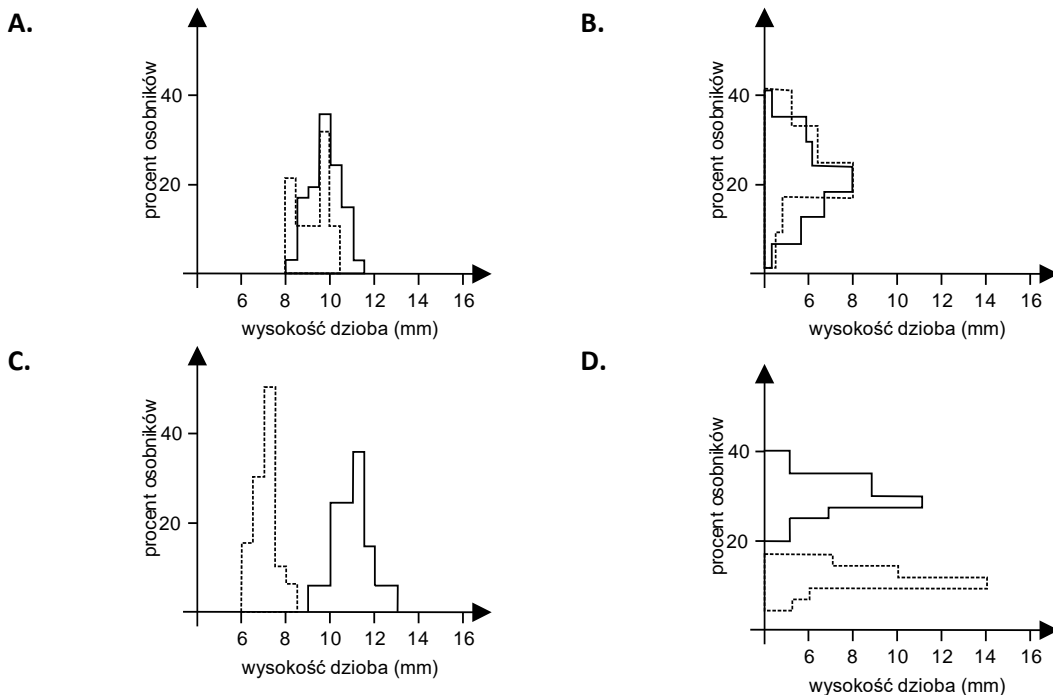 A.
procent osobników
40
20
6 8 10 12 14 16
wysokość dzioba (mm)
B.
procent osobników
40
20
6 8 10 12 14 16
wysokość dzioba (mm)
C.
procent osobników
40
20
6 8 10 12 14 16
wysokość dzioba (mm)
D.
procent osobników
40
20
6 8 10 12 14 16
wysokość dzioba (mm)